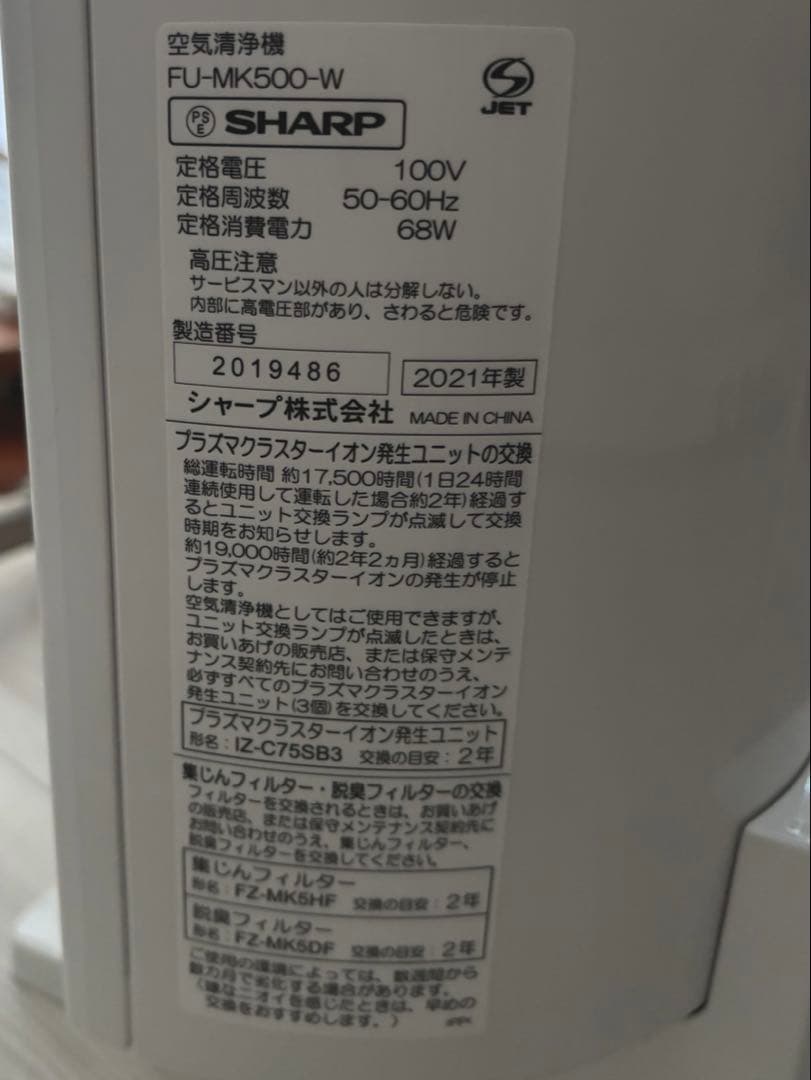 空気清浄機
FU-MK500-W
JET
PS
E
SHARP
定格電圧 100V
定格周波数 50-60Hz
定格消費電力 68W
高圧注意
サービスマン以外の人は分解しない。
内部に高電圧部があり、さわると危険です。
製造番号
2019486 2021年製
シャープ株式会社 MADE IN CHINA
プラズマクラスターイオン発生ユニットの交換
総運転時間 約17,500時間(1日24時間
連続使用して運転した場合約2年)経過す
るとユニット交換ランプが点滅して交換
時期をお知らせします。
約19,000時間(約2年2ヵ月)経過すると
プラズマクラスターイオンの発生が停止
します。
空気清浄機としてはご使用できますが、
ユニット交換ランプが点滅したときは、
お買いあげの販売店、または保守メンテ
ナンス契約先にお問い合わせのうえ、
必ずすべてのプラズマクラスターイオン
発生ユニット(3個)を交換してください。
プラズマクラスターイオン発生ユニット
形名：IZ-C75SB3 交換の目安：2年
集じんフィルター・脱臭フィルターの交換
フィルターを交換されるときは、お買いあげ
の販売店、または保守メンテナンス契約先に
お問い合わせのうえ、集じんフィルター、
脱臭フィルターを交換してください。
集じんフィルター
形名：FZ-MK5HF 交換の目安：2年
脱臭フィルター
形名：FZ-MK5DF 交換の目安：2年
ご使用の環境によっては、数週間から
数カ月で劣化する場合があります。
(嫌なニオイを感じたときは、早めの
交換をおすすめします。)